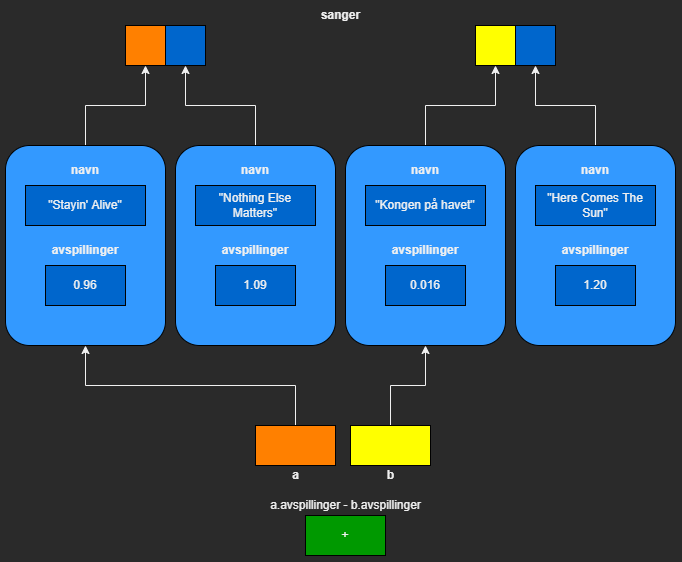 sanger
navn
"Stayin' Alive"
avspillinger
0.96
navn
"Nothing Else
Matters"
avspillinger
1.09
navn
"Kongen på havet"
avspillinger
0.016
navn
"Here Comes The
Sun"
avspillinger
1.20
a
b
a.avspillinger - b.avspillinger
+